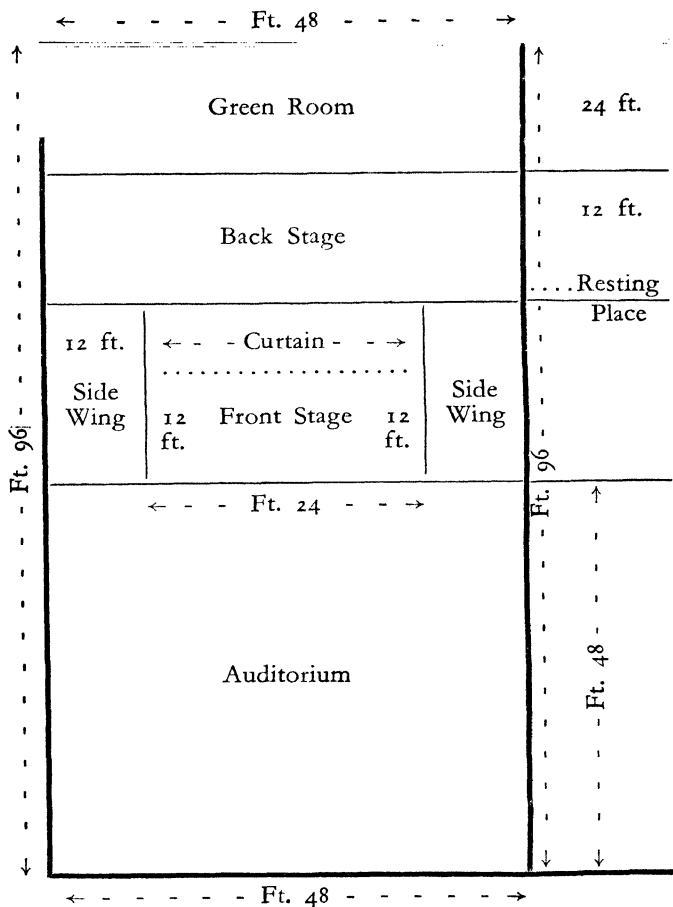 Ft. 48
Green Room
24 ft.
Back Stage
12 ft.
Resting
Place
12 ft.
Curtain
Side
Wing
12
ft.
Front Stage
12
ft.
Side
Wing
Ft. 96
Ft. 96
Ft. 24
Auditorium
Ft. 48
Ft. 48